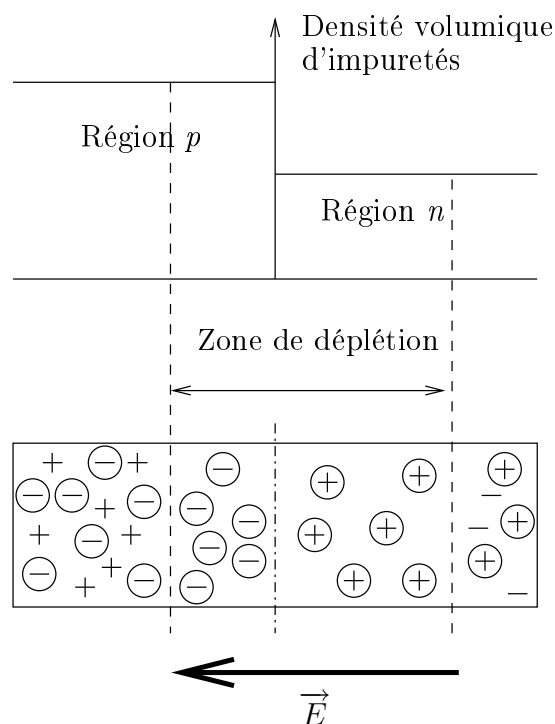 Densité volumique
d'impuretés
Région p
Région n
Zone de déplétion
E